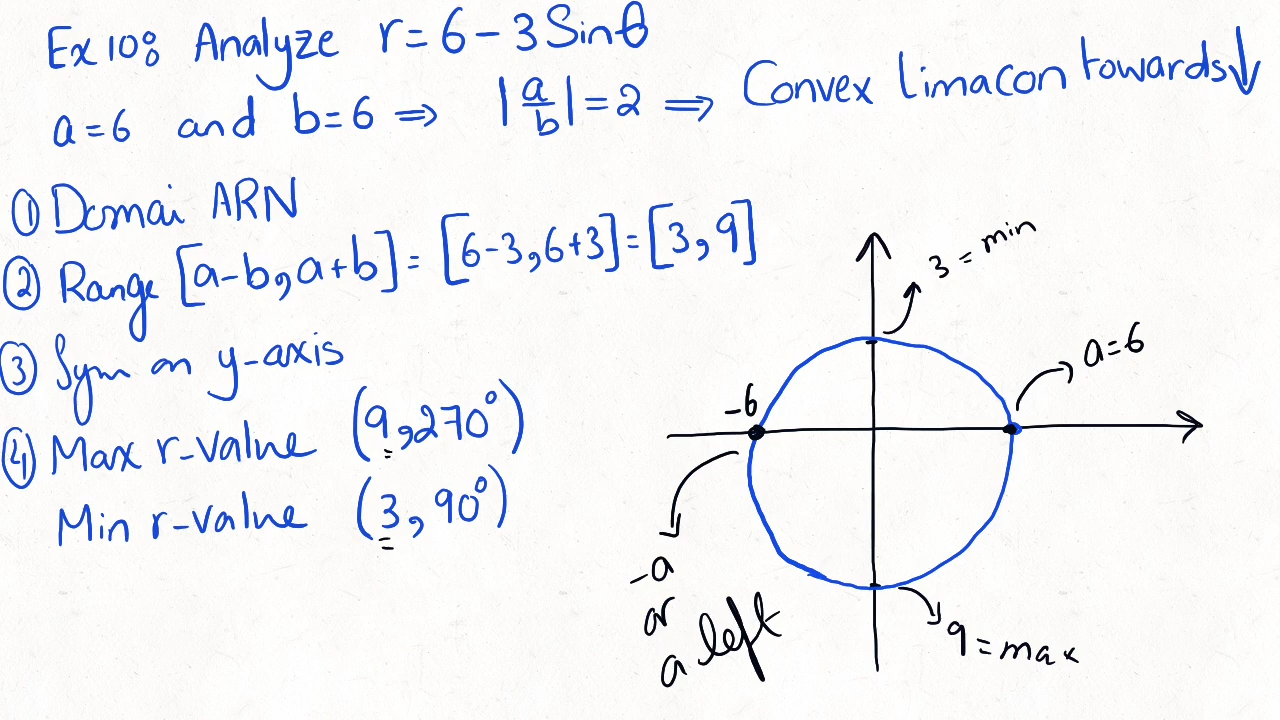 Ex 10: Analyze r = 6 - 3 Sinθ
a = 6 and b = 6 ⇒ |a/b| = 2 ⇒ Convex limacon towards ↓
① Domai ARN
② Range [a-b, a+b] = [6-3, 6+3] = [3, 9]
③ Sym on y-axis
④ Max r-value (9, 270°)
Min r-value (3, 90°)
3 = min
a = 6
-6
-a
or
a left
9 = max